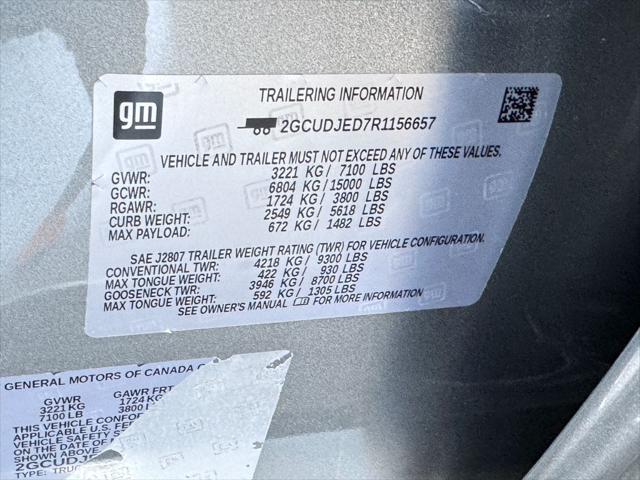 gm
TRAILERING INFORMATION
2GCUDJED7R1156657
VEHICLE AND TRAILER MUST NOT EXCEED ANY OF THESE VALUES.
GVWR: 3221 KG / 7100 LBS
GCWR: 6804 KG / 15000 LBS
RGAWR: 1724 KG / 3800 LBS
CURB WEIGHT: 2549 KG / 5618 LBS
MAX PAYLOAD: 672 KG / 1482 LBS
SAE J2807 TRAILER WEIGHT RATING (TWR) FOR VEHICLE CONFIGURATION.
CONVENTIONAL TWR: 4218 KG / 9300 LBS
MAX TONGUE WEIGHT: 422 KG / 930 LBS
GOOSENECK TWR: 3946 KG / 8700 LBS
MAX TONGUE WEIGHT: 592 KG / 1305 LBS
SEE OWNER'S MANUAL FOR MORE INFORMATION
GENERAL MOTORS OF CANADA
GVWR GAWR FRT
3221 KG 1724 KG
7100 LB 3800 L
THIS VEHICLE CONFOR
APPLICABLE U.S. FE
VEHICLE SAFETY S
ON THE DATE OF
SHOWN ABOVE
2GCUDJE
TYPE: TRUC